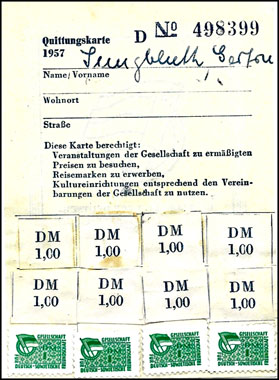 Quittungskarte
1957
D No 498399
Jungbluth
Name/Vorname
Wohnort
Straße
Diese Karte berechtigt:
Veranstaltungen der Gesellschaft zu ermäßigten
Preisen zu besuchen,
Reisemarken zu erwerben,
Kultureinrichtungen entsprechend den Verein-
barungen der Gesellschaft zu nutzen.
DM DM DM DM
1,00 1,00 1,00 1,00
DM DM DM DM
1,00 1,00 1,00 1,00
GESELLSCHAFT GESELLSCHAFT GESELLSCHAFT GESELLSCHAFT